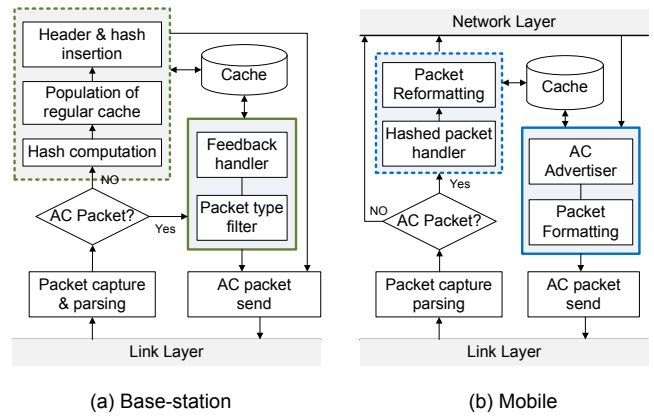 Header & hash
insertion
Population of
regular cache
Hash computation
Cache
Feedback
handler
Packet type
filter
NO
AC Packet?
Yes
Packet capture
& parsing
AC packet
send
Link Layer
(a) Base-station
Network Layer
Packet
Reformatting
Hashed packet
handler
Cache
AC
Advertiser
Packet
Formatting
Yes
NO
AC Packet?
Packet capture
parsing
AC packet
send
Link Layer
(b) Mobile